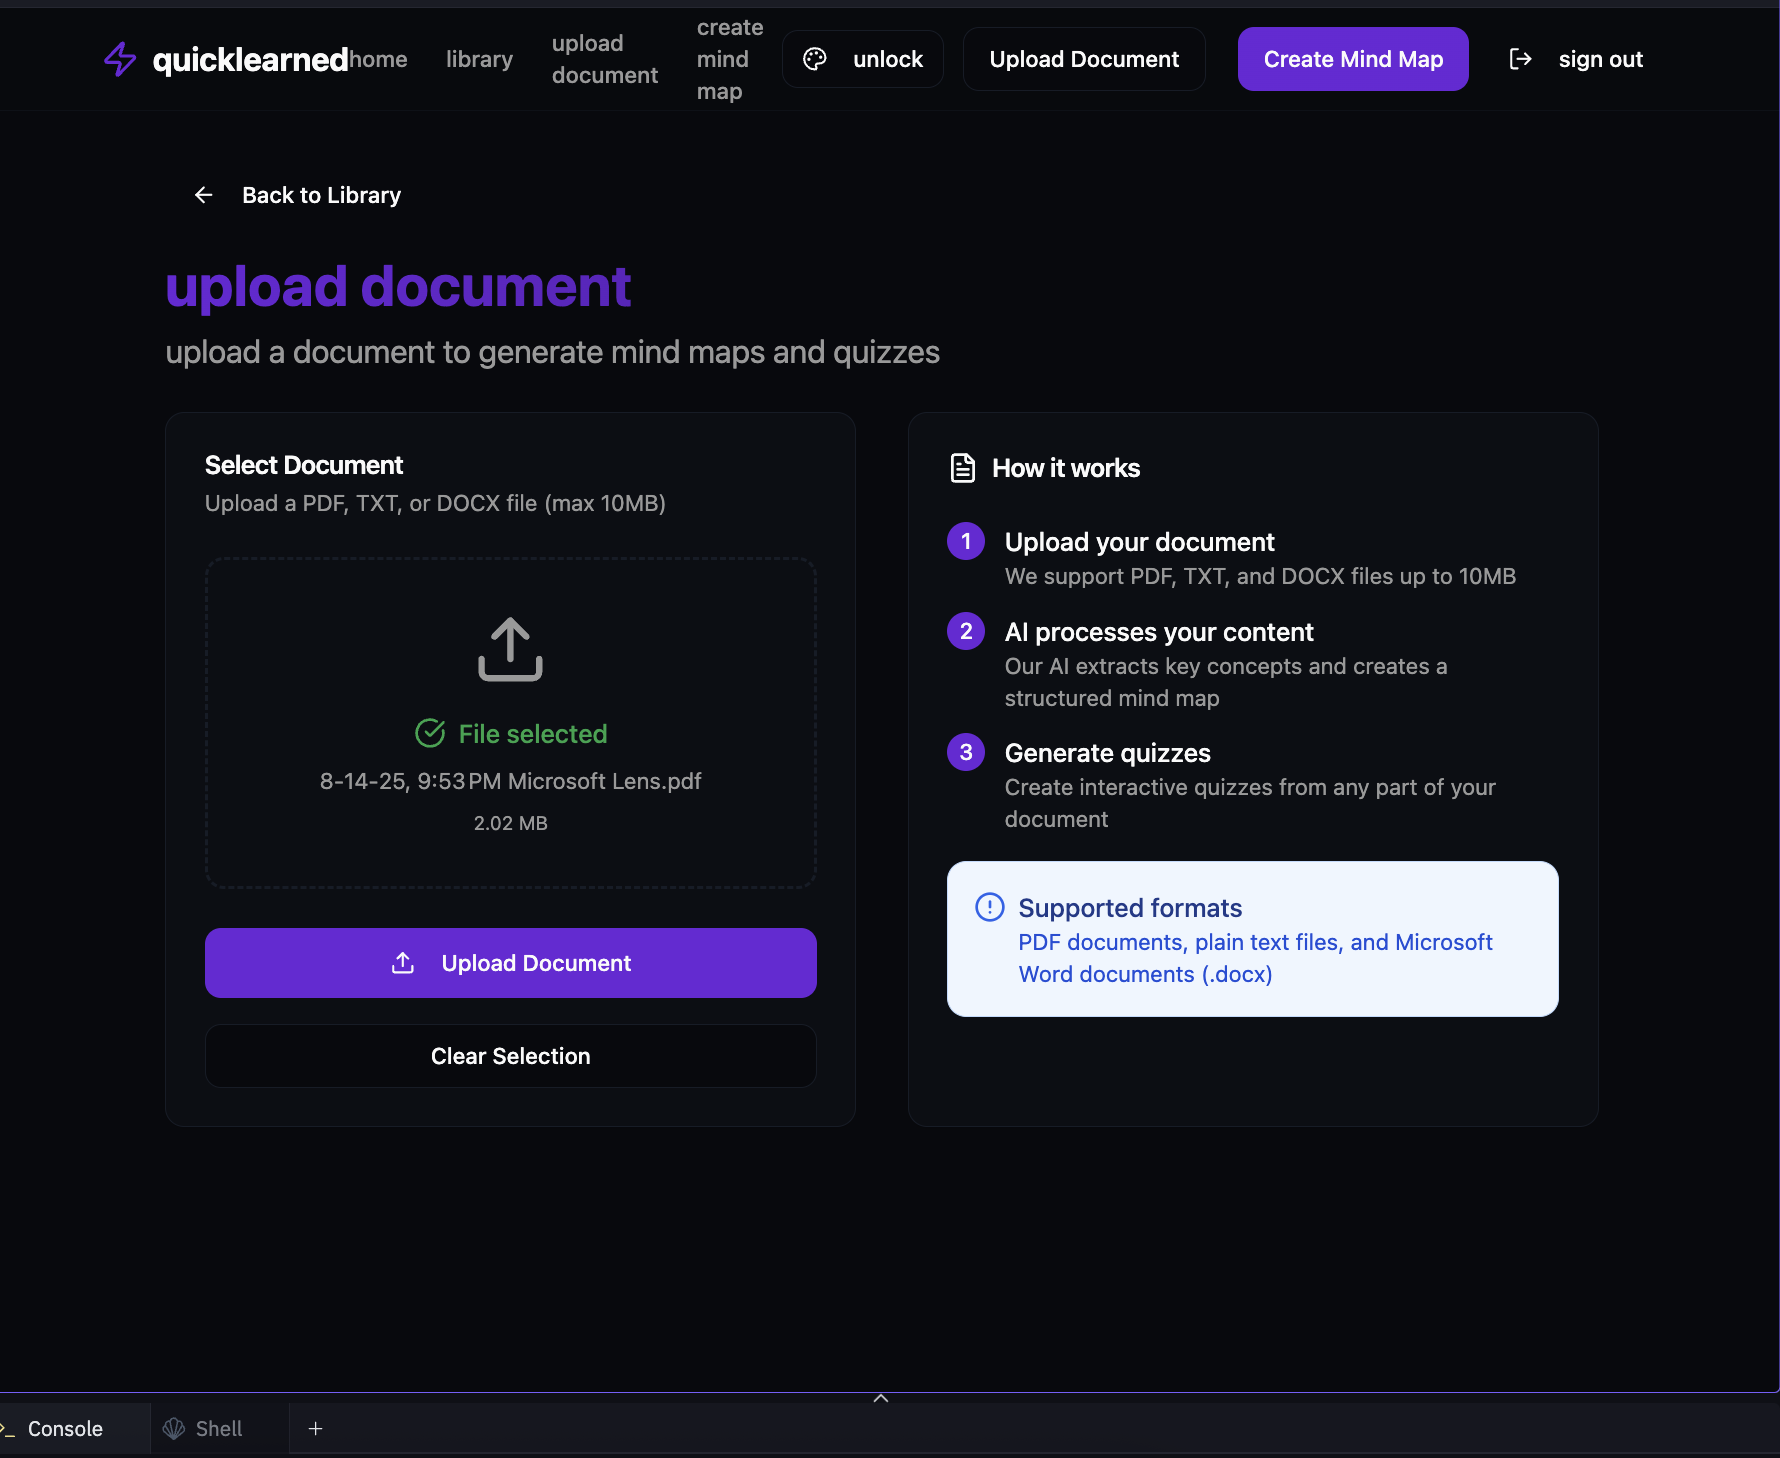 quicklearned
home
library
upload
document
create
mind
map
unlock
Upload Document
Create Mind Map
sign out
Back to Library
upload document
upload a document to generate mind maps and quizzes
Select Document
Upload a PDF, TXT, or DOCX file (max 10MB)
File selected
8-14-25, 9:53 PM Microsoft Lens.pdf
2.02 MB
Upload Document
Clear Selection
How it works
1
Upload your document
We support PDF, TXT, and DOCX files up to 10MB
2
AI processes your content
Our AI extracts key concepts and creates a
structured mind map
3
Generate quizzes
Create interactive quizzes from any part of your
document
Supported formats
PDF documents, plain text files, and Microsoft
Word documents (.docx)
Console
Shell